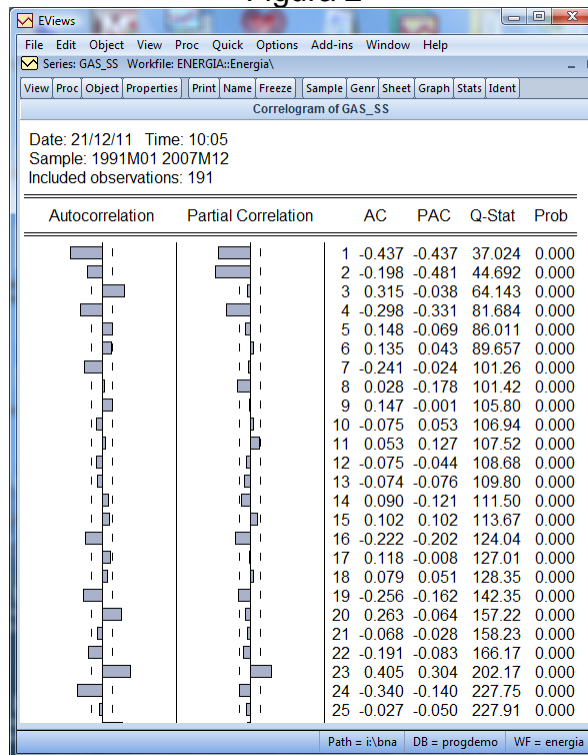 EViews
File Edit Object View Proc Quick Options Add-ins Window Help
Series: GAS_SS Workfile: ENERGIA::Energia\
View Proc Object Properties Print Name Freeze Sample Genr Sheet Graph Stats Ident
Correlogram of GAS_SS
Date: 21/12/11 Time: 10:05
Sample: 1991M01 2007M12
Included observations: 191
Autocorrelation Partial Correlation AC PAC Q-Stat Prob
1 -0.437 -0.437 37.024 0.000
2 -0.198 -0.481 44.692 0.000
3 0.315 -0.038 64.143 0.000
4 -0.298 -0.331 81.684 0.000
5 0.148 -0.069 86.011 0.000
6 0.135 0.043 89.657 0.000
7 -0.241 -0.024 101.26 0.000
8 0.028 -0.178 101.42 0.000
9 0.147 -0.001 105.80 0.000
10 -0.075 0.053 106.94 0.000
11 0.053 0.127 107.52 0.000
12 -0.075 -0.044 108.68 0.000
13 -0.074 -0.076 109.80 0.000
14 0.090 -0.121 111.50 0.000
15 0.102 0.102 113.67 0.000
16 -0.222 -0.202 124.04 0.000
17 0.118 -0.008 127.01 0.000
18 0.079 0.051 128.35 0.000
19 -0.256 -0.162 142.35 0.000
20 0.263 -0.064 157.22 0.000
21 -0.068 -0.028 158.23 0.000
22 -0.191 -0.083 166.17 0.000
23 0.405 0.304 202.17 0.000
24 -0.340 -0.140 227.75 0.000
25 -0.027 -0.050 227.91 0.000
Path = i:\bna DB = progdemo WF = energia